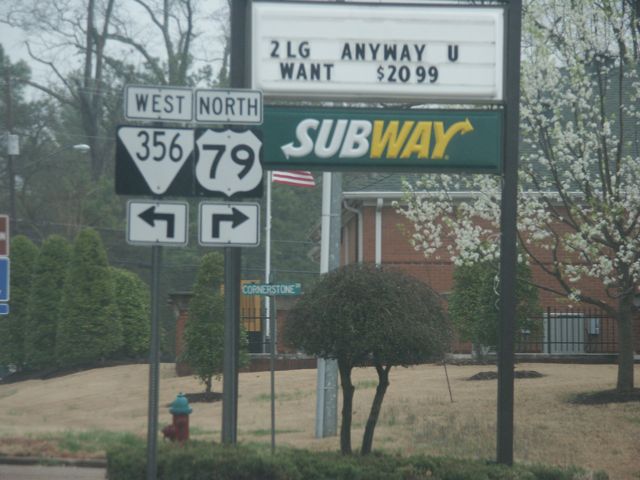 2 LG ANYWAY U
WANT $20 99
WEST
NORTH
356
79
SUBWAY
CORNERSTONE